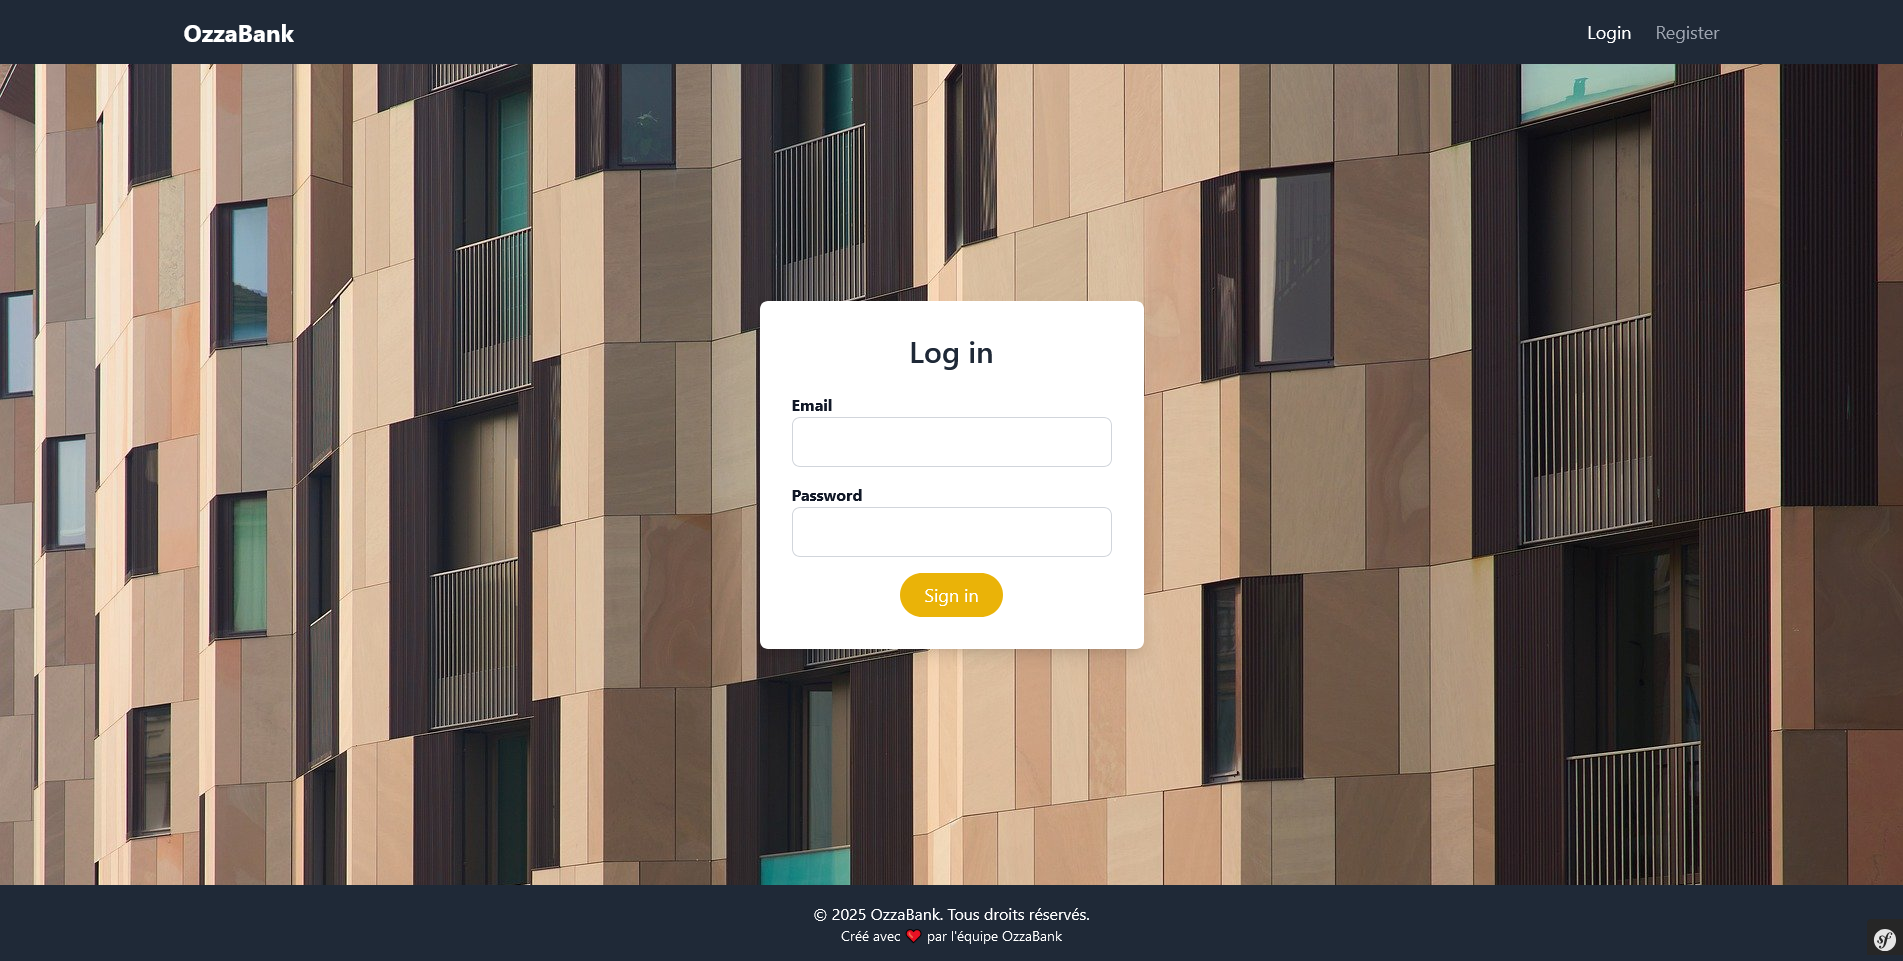 OzzaBank
Login Register
Log in
Email
Password
Sign in
© 2025 OzzaBank. Tous droits réservés.
Créé avec ❤️ par l'équipe OzzaBank
sf